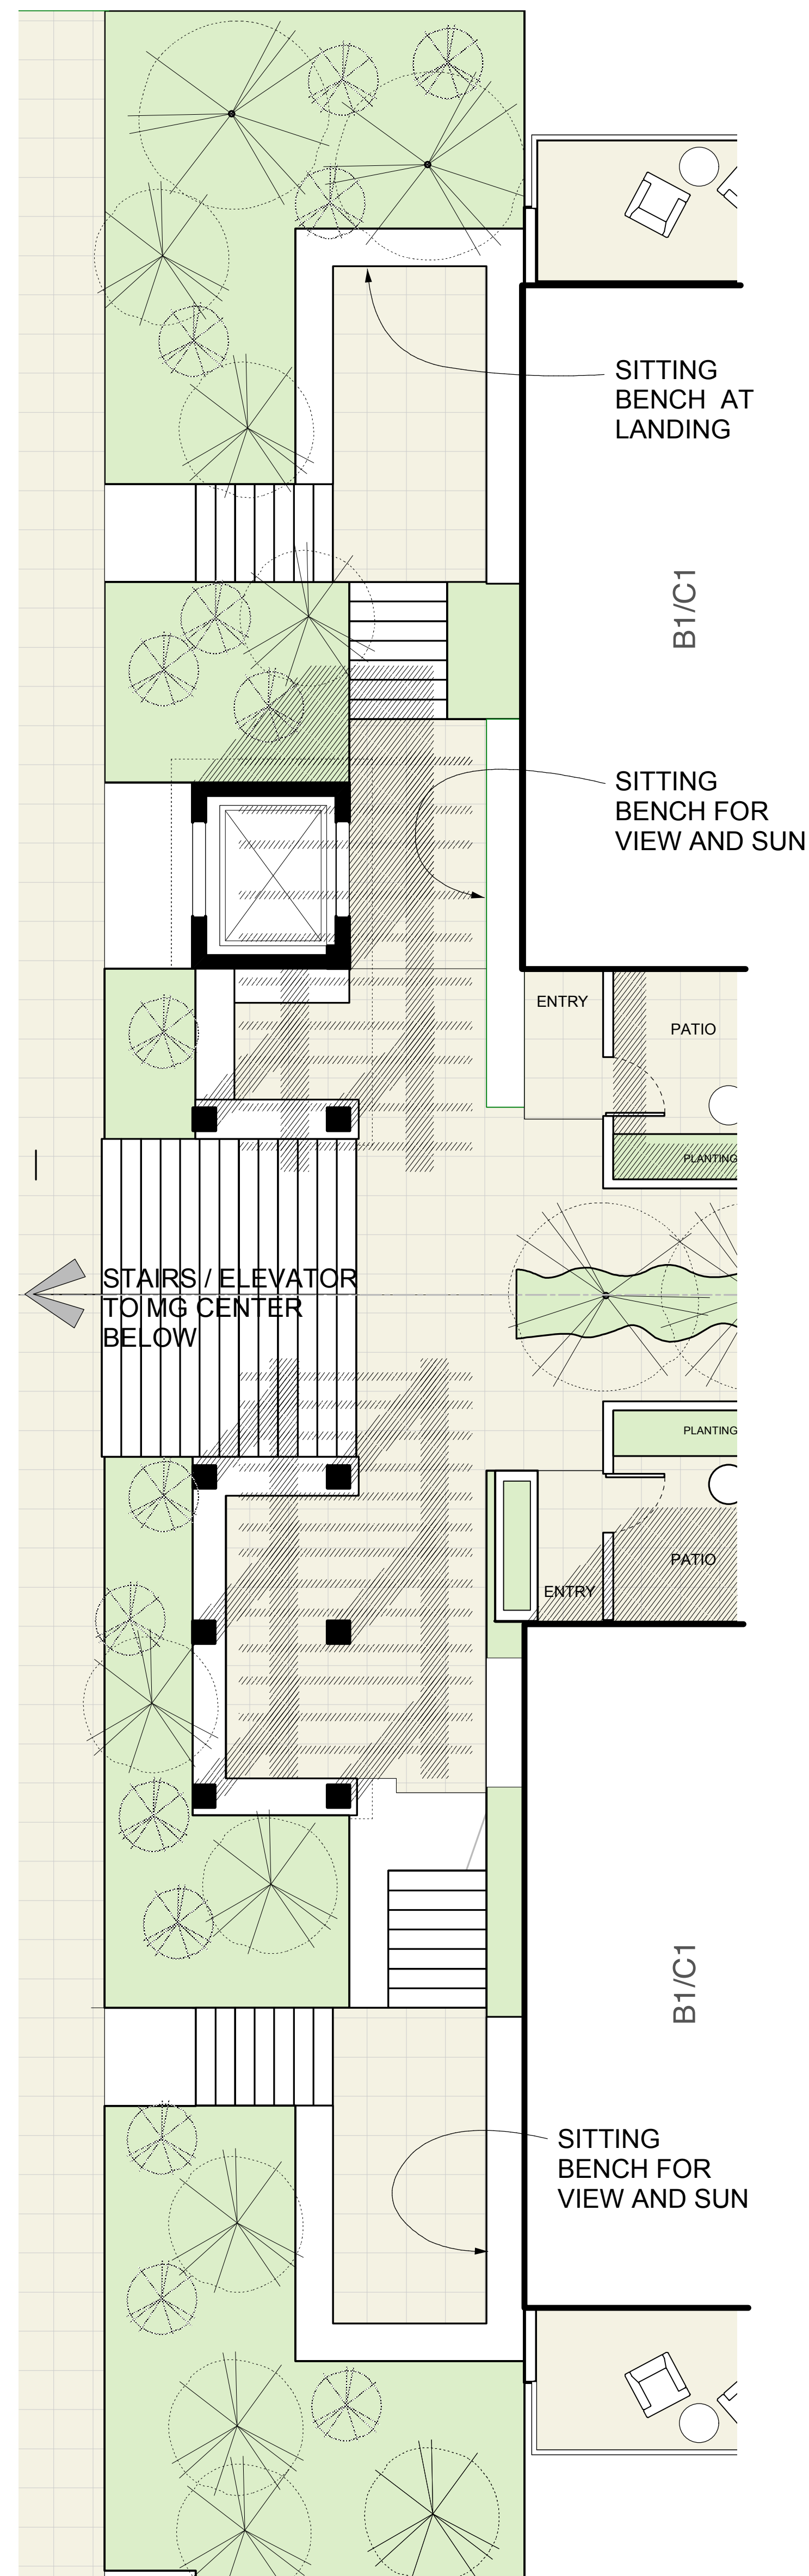 SITTING
BENCH AT
LANDING
B1/C1
SITTING
BENCH FOR
VIEW AND SUN
ENTRY
PATIO
PLANTING
STAIRS / ELEVATOR
TO MG CENTER
BELOW
PLANTING
PATIO
ENTRY
B1/C1
SITTING
BENCH FOR
VIEW AND SUN